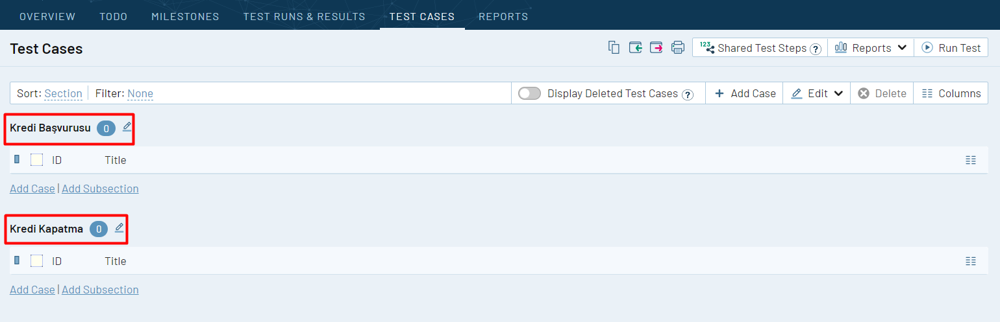 OVERVIEW TODO MILESTONES TEST RUNS & RESULTS TEST CASES REPORTS
Test Cases
123 Shared Test Steps ? Reports Run Test
Sort: Section Filter: None Display Deleted Test Cases ? + Add Case Edit Delete Columns
Kredi Başvurusu 0
ID Title
Add Case | Add Subsection
Kredi Kapatma 0
ID Title
Add Case | Add Subsection